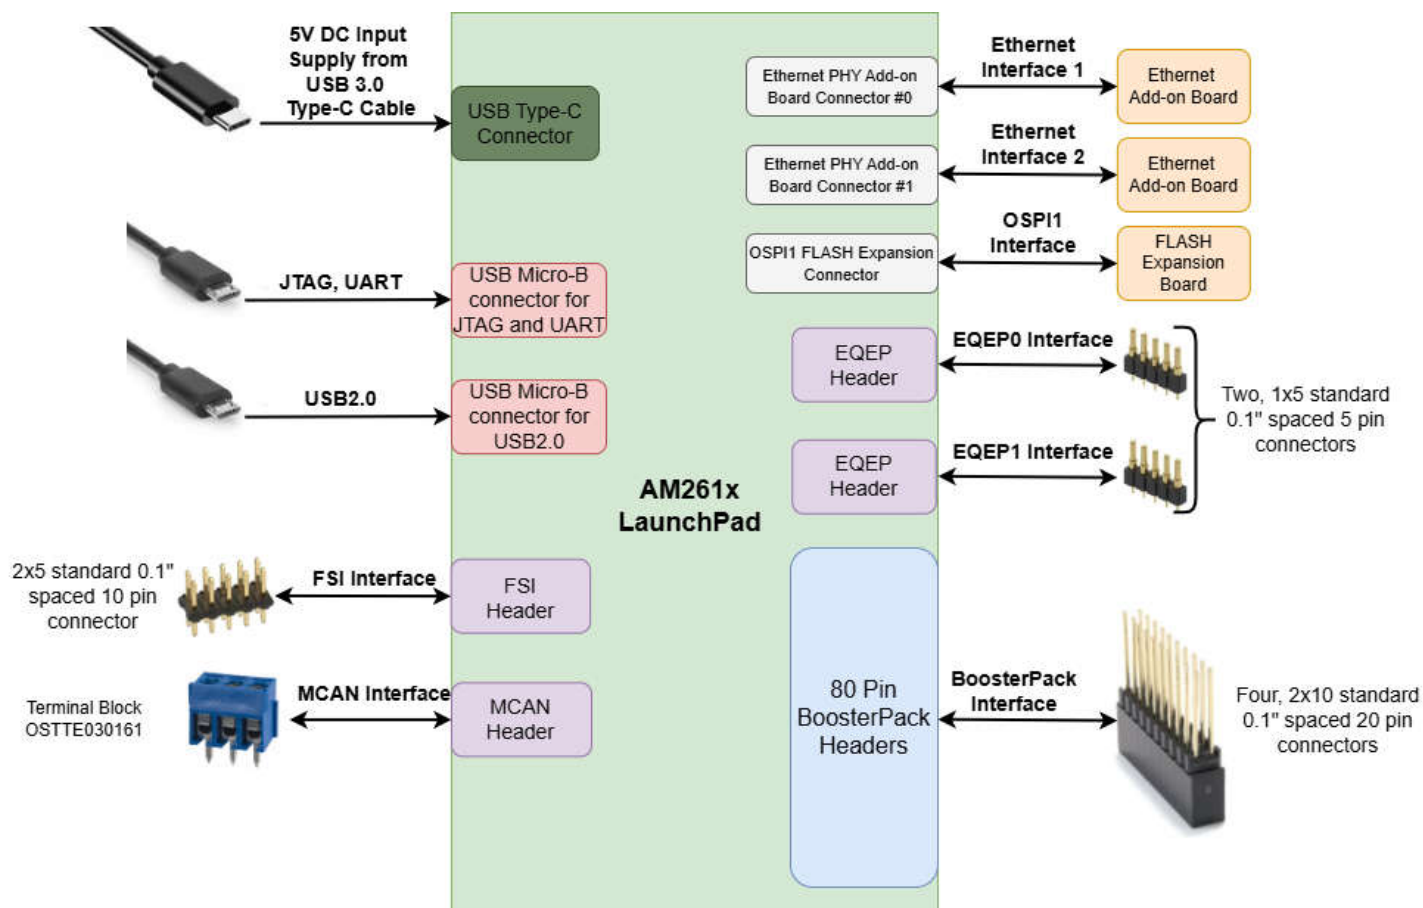 5V DC Input
Supply from
USB 3.0
Type-C Cable
USB Type-C
Connector
JTAG, UART
USB Micro-B
connector for
JTAG and UART
USB2.0
USB Micro-B
connector for
USB2.0
2x5 standard 0.1"
spaced 10 pin
connector
FSI Interface
FSI
Header
Terminal Block
OSTTE030161
MCAN Interface
MCAN
Header
AM261x
LaunchPad
Ethernet PHY Add-on
Board Connector #0
Ethernet
Interface 1
Ethernet
Add-on Board
Ethernet PHY Add-on
Board Connector #1
Ethernet
Interface 2
Ethernet
Add-on Board
OSPI1 FLASH Expansion
Connector
OSPI1
Interface
FLASH
Expansion
Board
EQEP
Header
EQEP0 Interface
EQEP
Header
EQEP1 Interface
Two, 1x5 standard
0.1" spaced 5 pin
connectors
80 Pin
BoosterPack
Headers
BoosterPack
Interface
Four, 2x10 standard
0.1" spaced 20 pin
connectors